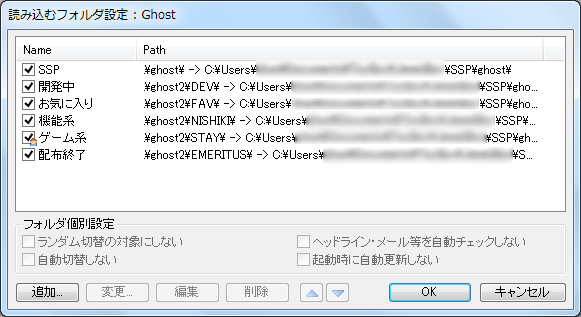 読み込むフォルダ設定 : Ghost
Name Path
SSP ¥ghost¥ -> C:¥Users¥ ¥SSP¥ghost¥
開発中 ¥ghost2¥DEV¥ -> C:¥Users¥ ¥SSP¥gho...
お気に入り ¥ghost2¥FAV¥ -> C:¥Users¥ ¥SSP¥gho...
機能系 ¥ghost2¥NISHIKI¥ -> C:¥Users¥ ¥SSP¥...
ゲーム系 ¥ghost2¥STAY¥ -> C:¥Users¥ ¥SSP¥gh...
配布終了 ¥ghost2¥EMERITUS¥ -> C:¥Users¥ ¥S...
フォルダ個別設定
ランダム切替の対象にしない ヘッドライン・メール等を自動チェックしない
自動切替しない 起動時に自動更新しない
追加... 変更... 編集 削除 OK キャンセル